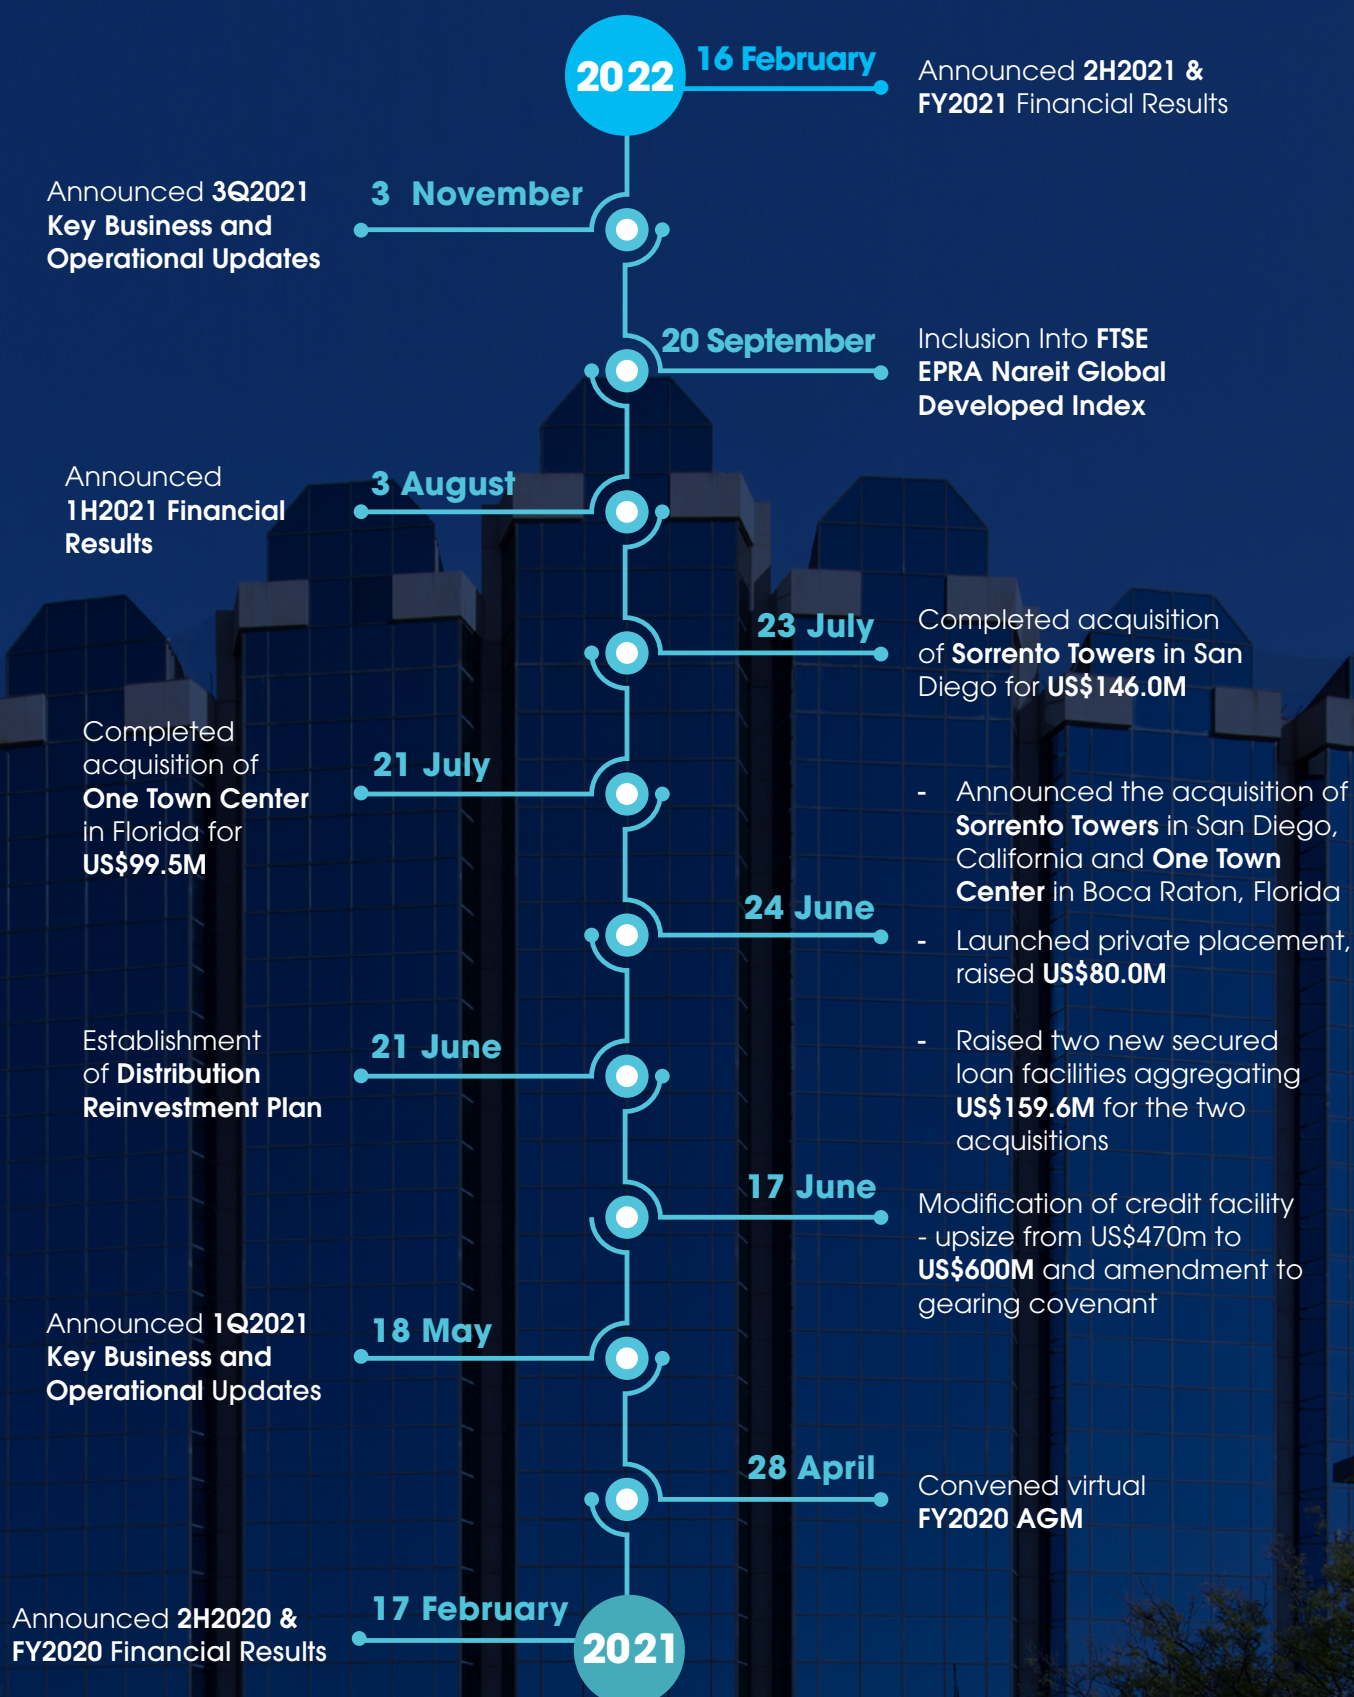 2022
16 February
Announced 2H2021 &
FY2021 Financial Results
3 November
Announced 3Q2021
Key Business and
Operational Updates
20 September
Inclusion Into FTSE
EPRA Nareit Global
Developed Index
3 August
Announced
1H2021 Financial
Results
23 July
Completed acquisition
of Sorrento Towers in San
Diego for US$146.0M
21 July
Completed
acquisition of
One Town Center
in Florida for
US$99.5M
24 June
- Announced the acquisition of
Sorrento Towers in San Diego,
California and One Town
Center in Boca Raton, Florida
- Launched private placement,
raised US$80.0M
- Raised two new secured
loan facilities aggregating
US$159.6M for the two
acquisitions
21 June
Establishment
of Distribution
Reinvestment Plan
17 June
Modification of credit facility
- upsize from US$470m to
US$600M and amendment to
gearing covenant
18 May
Announced 1Q2021
Key Business and
Operational Updates
28 April
Convened virtual
FY2020 AGM
17 February
Announced 2H2020 &
FY2020 Financial Results
2021